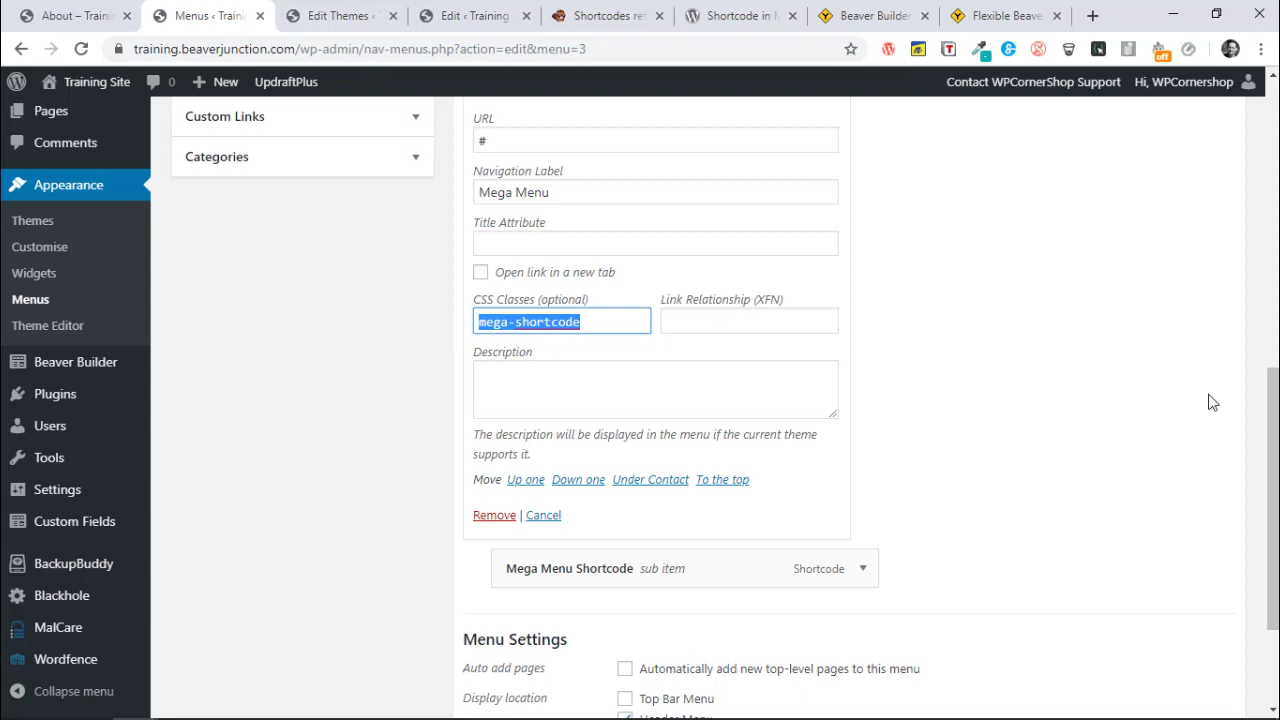 About – Traini
Menus ‹ Trainin
Edit Themes ‹ T
Edit ‹ Training
Shortcodes ref
Shortcode in M
Beaver Builder
Flexible Beaver
training.beaverjunction.com/wp-admin/nav-menus.php?action=edit&menu=3
off
Training Site
0
New
UpdraftPlus
Contact WPCornerShop Support
Hi, WPCornershop
Pages
Comments
Appearance
Themes
Customise
Widgets
Menus
Theme Editor
Beaver Builder
Plugins
Users
Tools
Settings
Custom Fields
BackupBuddy
Blackhole
MalCare
Wordfence
Collapse menu
Custom Links
Categories
URL
#
Navigation Label
Mega Menu
Title Attribute
Open link in a new tab
CSS Classes (optional)
Link Relationship (XFN)
mega-shortcode
Description
The description will be displayed in the menu if the current theme
supports it.
Move Up one Down one Under Contact To the top
Remove | Cancel
Mega Menu Shortcode sub item
Shortcode
Menu Settings
Auto add pages
Automatically add new top-level pages to this menu
Display location
Top Bar Menu
Header Menu